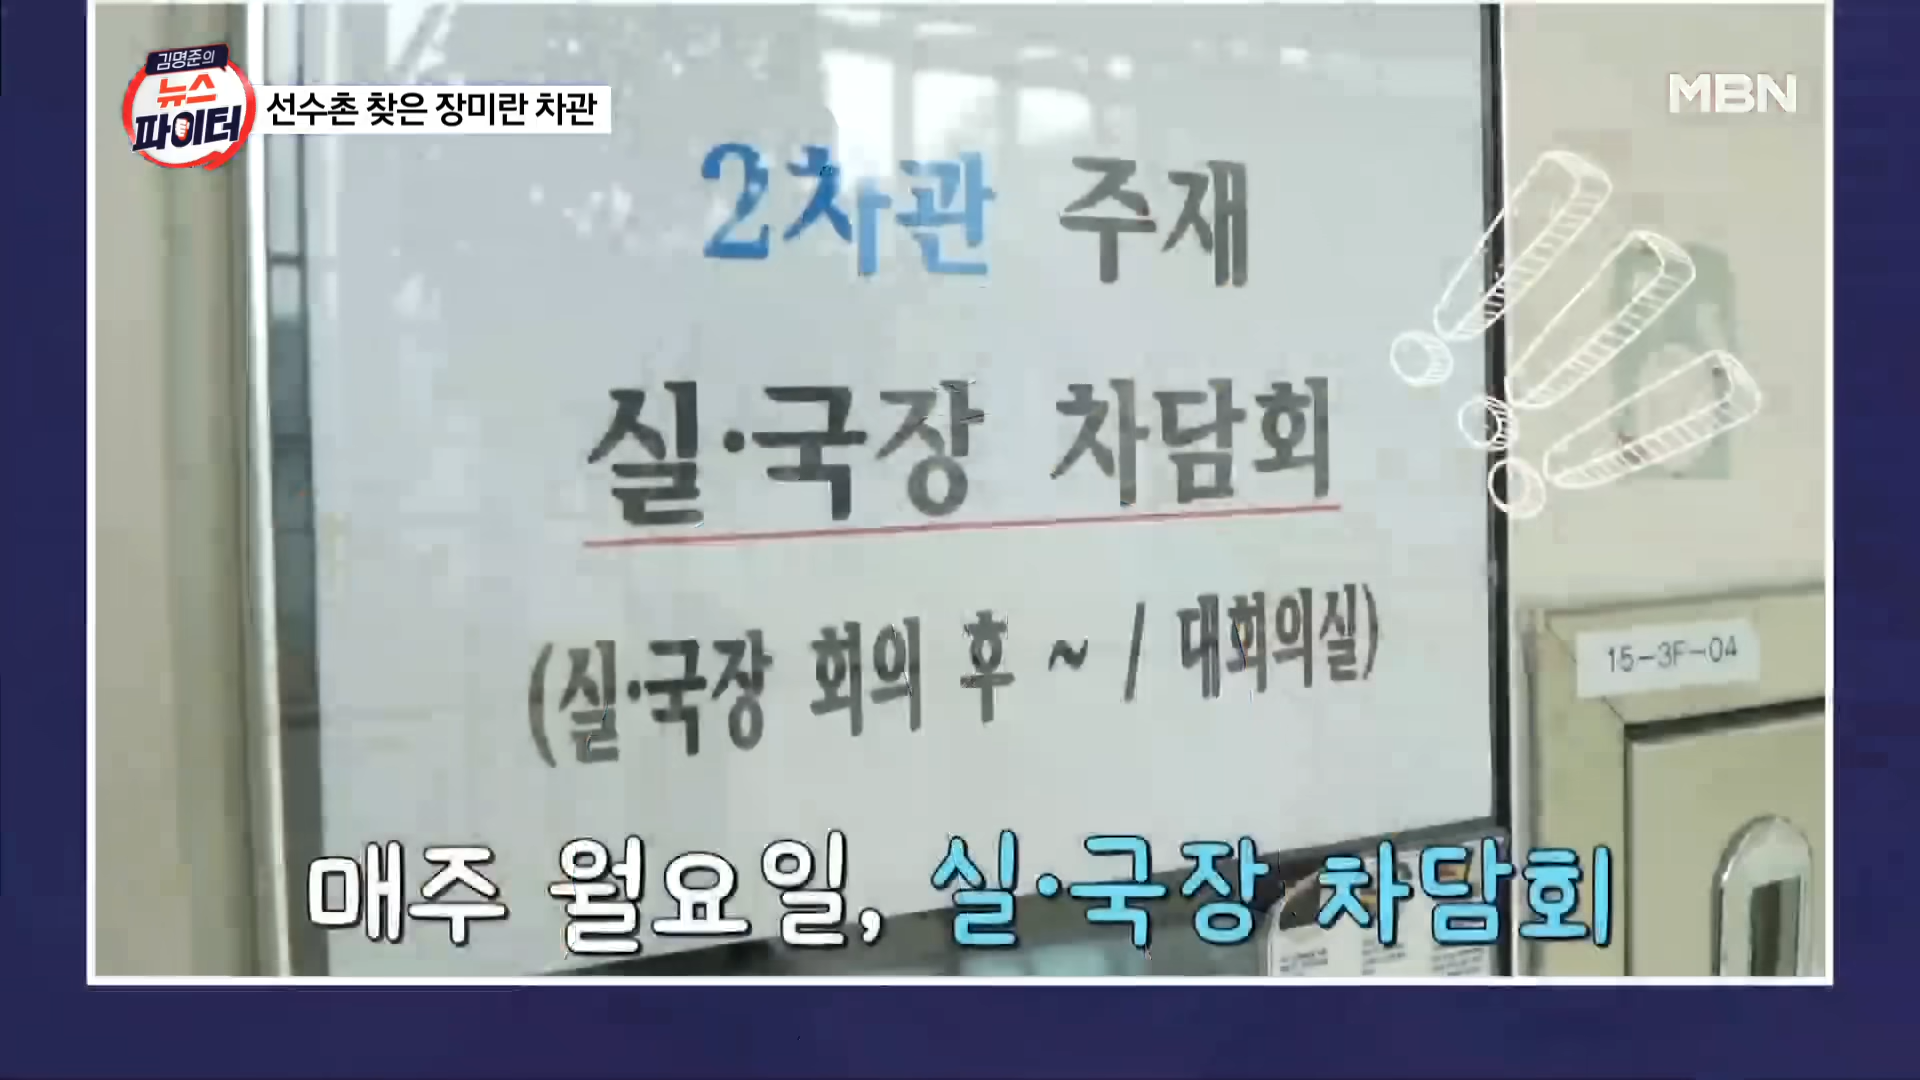 김명준의
뉴스
파이터
선수촌 찾은 장미란 차관
MBN
2차관 주재
실·국장 차담회
(실·국장 회의 후 ~ / 대회의실)
15-3F-04
매주 월요일, 실·국장 차담회